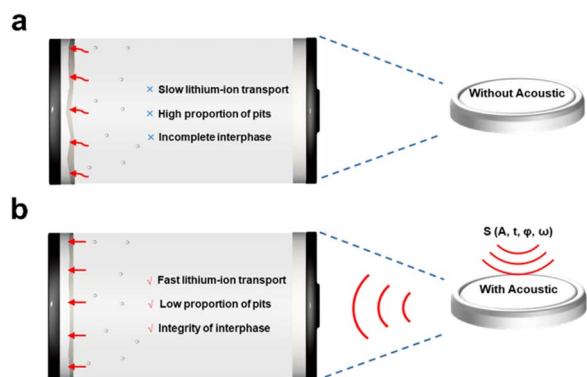 a
× Slow lithium-ion transport
× High proportion of pits
× Incomplete interphase
Without Acoustic
b
√ Fast lithium-ion transport
√ Low proportion of pits
√ Integrity of interphase
S (A, t, φ, ω)
With Acoustic